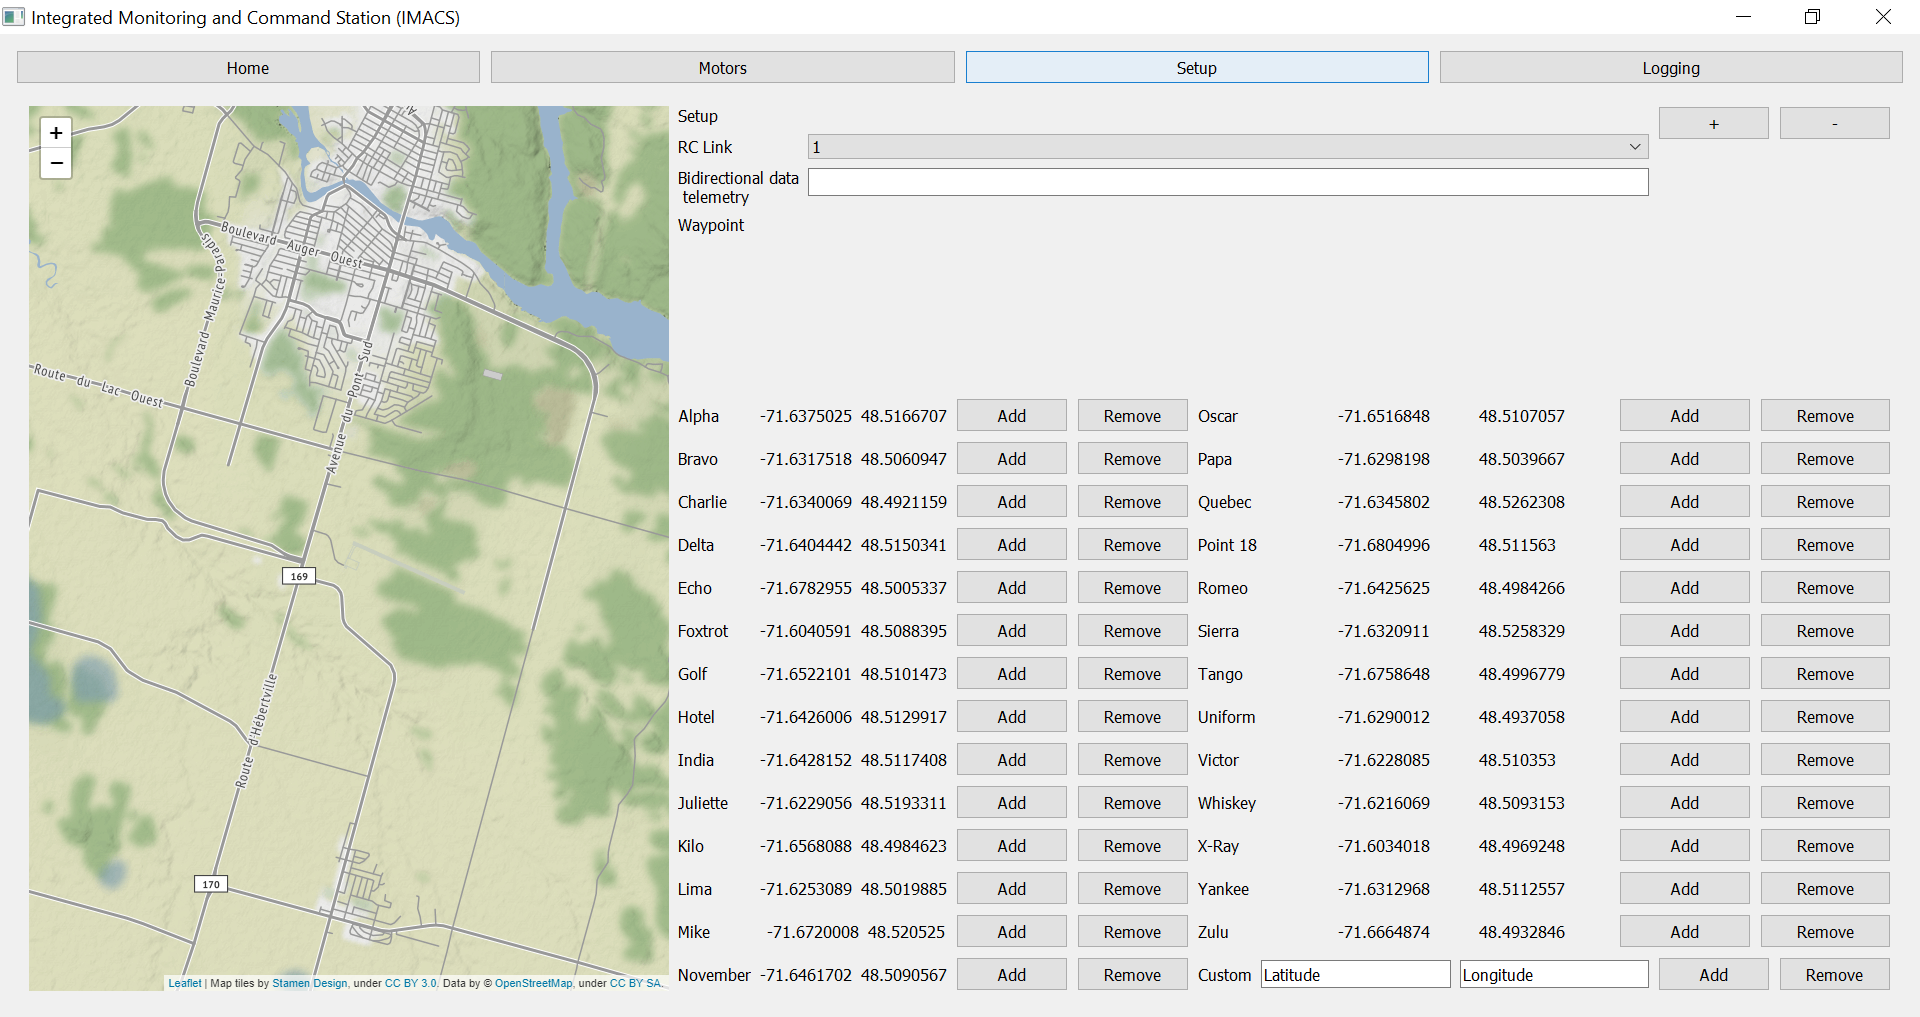 Integrated Monitoring and Command Station (IMACS)
Home Motors Setup Logging
+
−
Boulevard Auger Ouest
Boulevard-Maurice-paradis
Route du Lac Ouest
Avenue du Pont Sud
169
Route d'Hébertville
170
Leaflet | Map tiles by Stamen Design, under CC BY 3.0. Data by © OpenStreetMap, under CC BY SA.
Setup + -
RC Link 1
Bidirectional data
telemetry
Waypoint
Alpha -71.6375025 48.5166707 Add Remove Oscar -71.6516848 48.5107057 Add Remove
Bravo -71.6317518 48.5060947 Add Remove Papa -71.6298198 48.5039667 Add Remove
Charlie -71.6340069 48.4921159 Add Remove Quebec -71.6345802 48.5262308 Add Remove
Delta -71.6404442 48.5150341 Add Remove Point 18 -71.6804996 48.511563 Add Remove
Echo -71.6782955 48.5005337 Add Remove Romeo -71.6425625 48.4984266 Add Remove
Foxtrot -71.6040591 48.5088395 Add Remove Sierra -71.6320911 48.5258329 Add Remove
Golf -71.6522101 48.5101473 Add Remove Tango -71.6758648 48.4996779 Add Remove
Hotel -71.6426006 48.5129917 Add Remove Uniform -71.6290012 48.4937058 Add Remove
India -71.6428152 48.5117408 Add Remove Victor -71.6228085 48.510353 Add Remove
Juliette -71.6229056 48.5193311 Add Remove Whiskey -71.6216069 48.5093153 Add Remove
Kilo -71.6568088 48.4984623 Add Remove X-Ray -71.6034018 48.4969248 Add Remove
Lima -71.6253089 48.5019885 Add Remove Yankee -71.6312968 48.5112557 Add Remove
Mike -71.6720008 48.520525 Add Remove Zulu -71.6664874 48.4932846 Add Remove
November -71.6461702 48.5090567 Add Remove Custom Latitude Longitude Add Remove